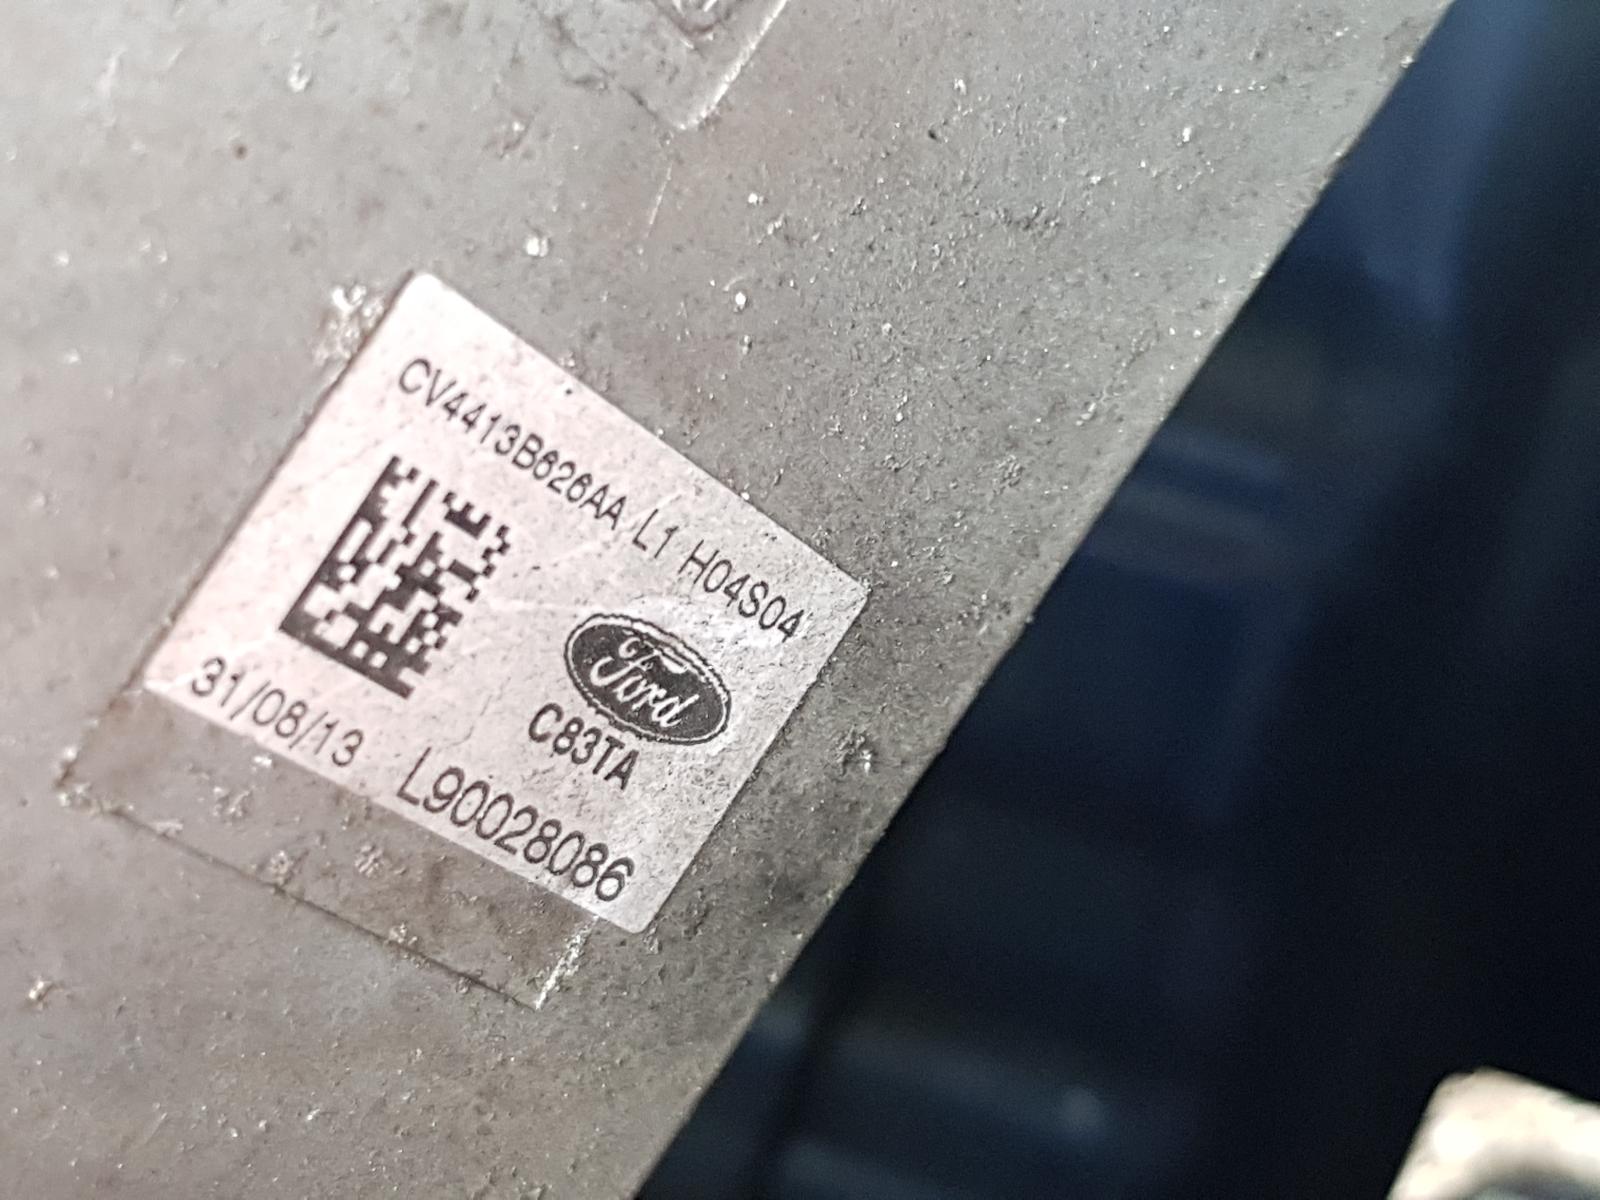 CV4413B626AA L1 H04S04
Ford
C83TA
31/08/13 L90028086